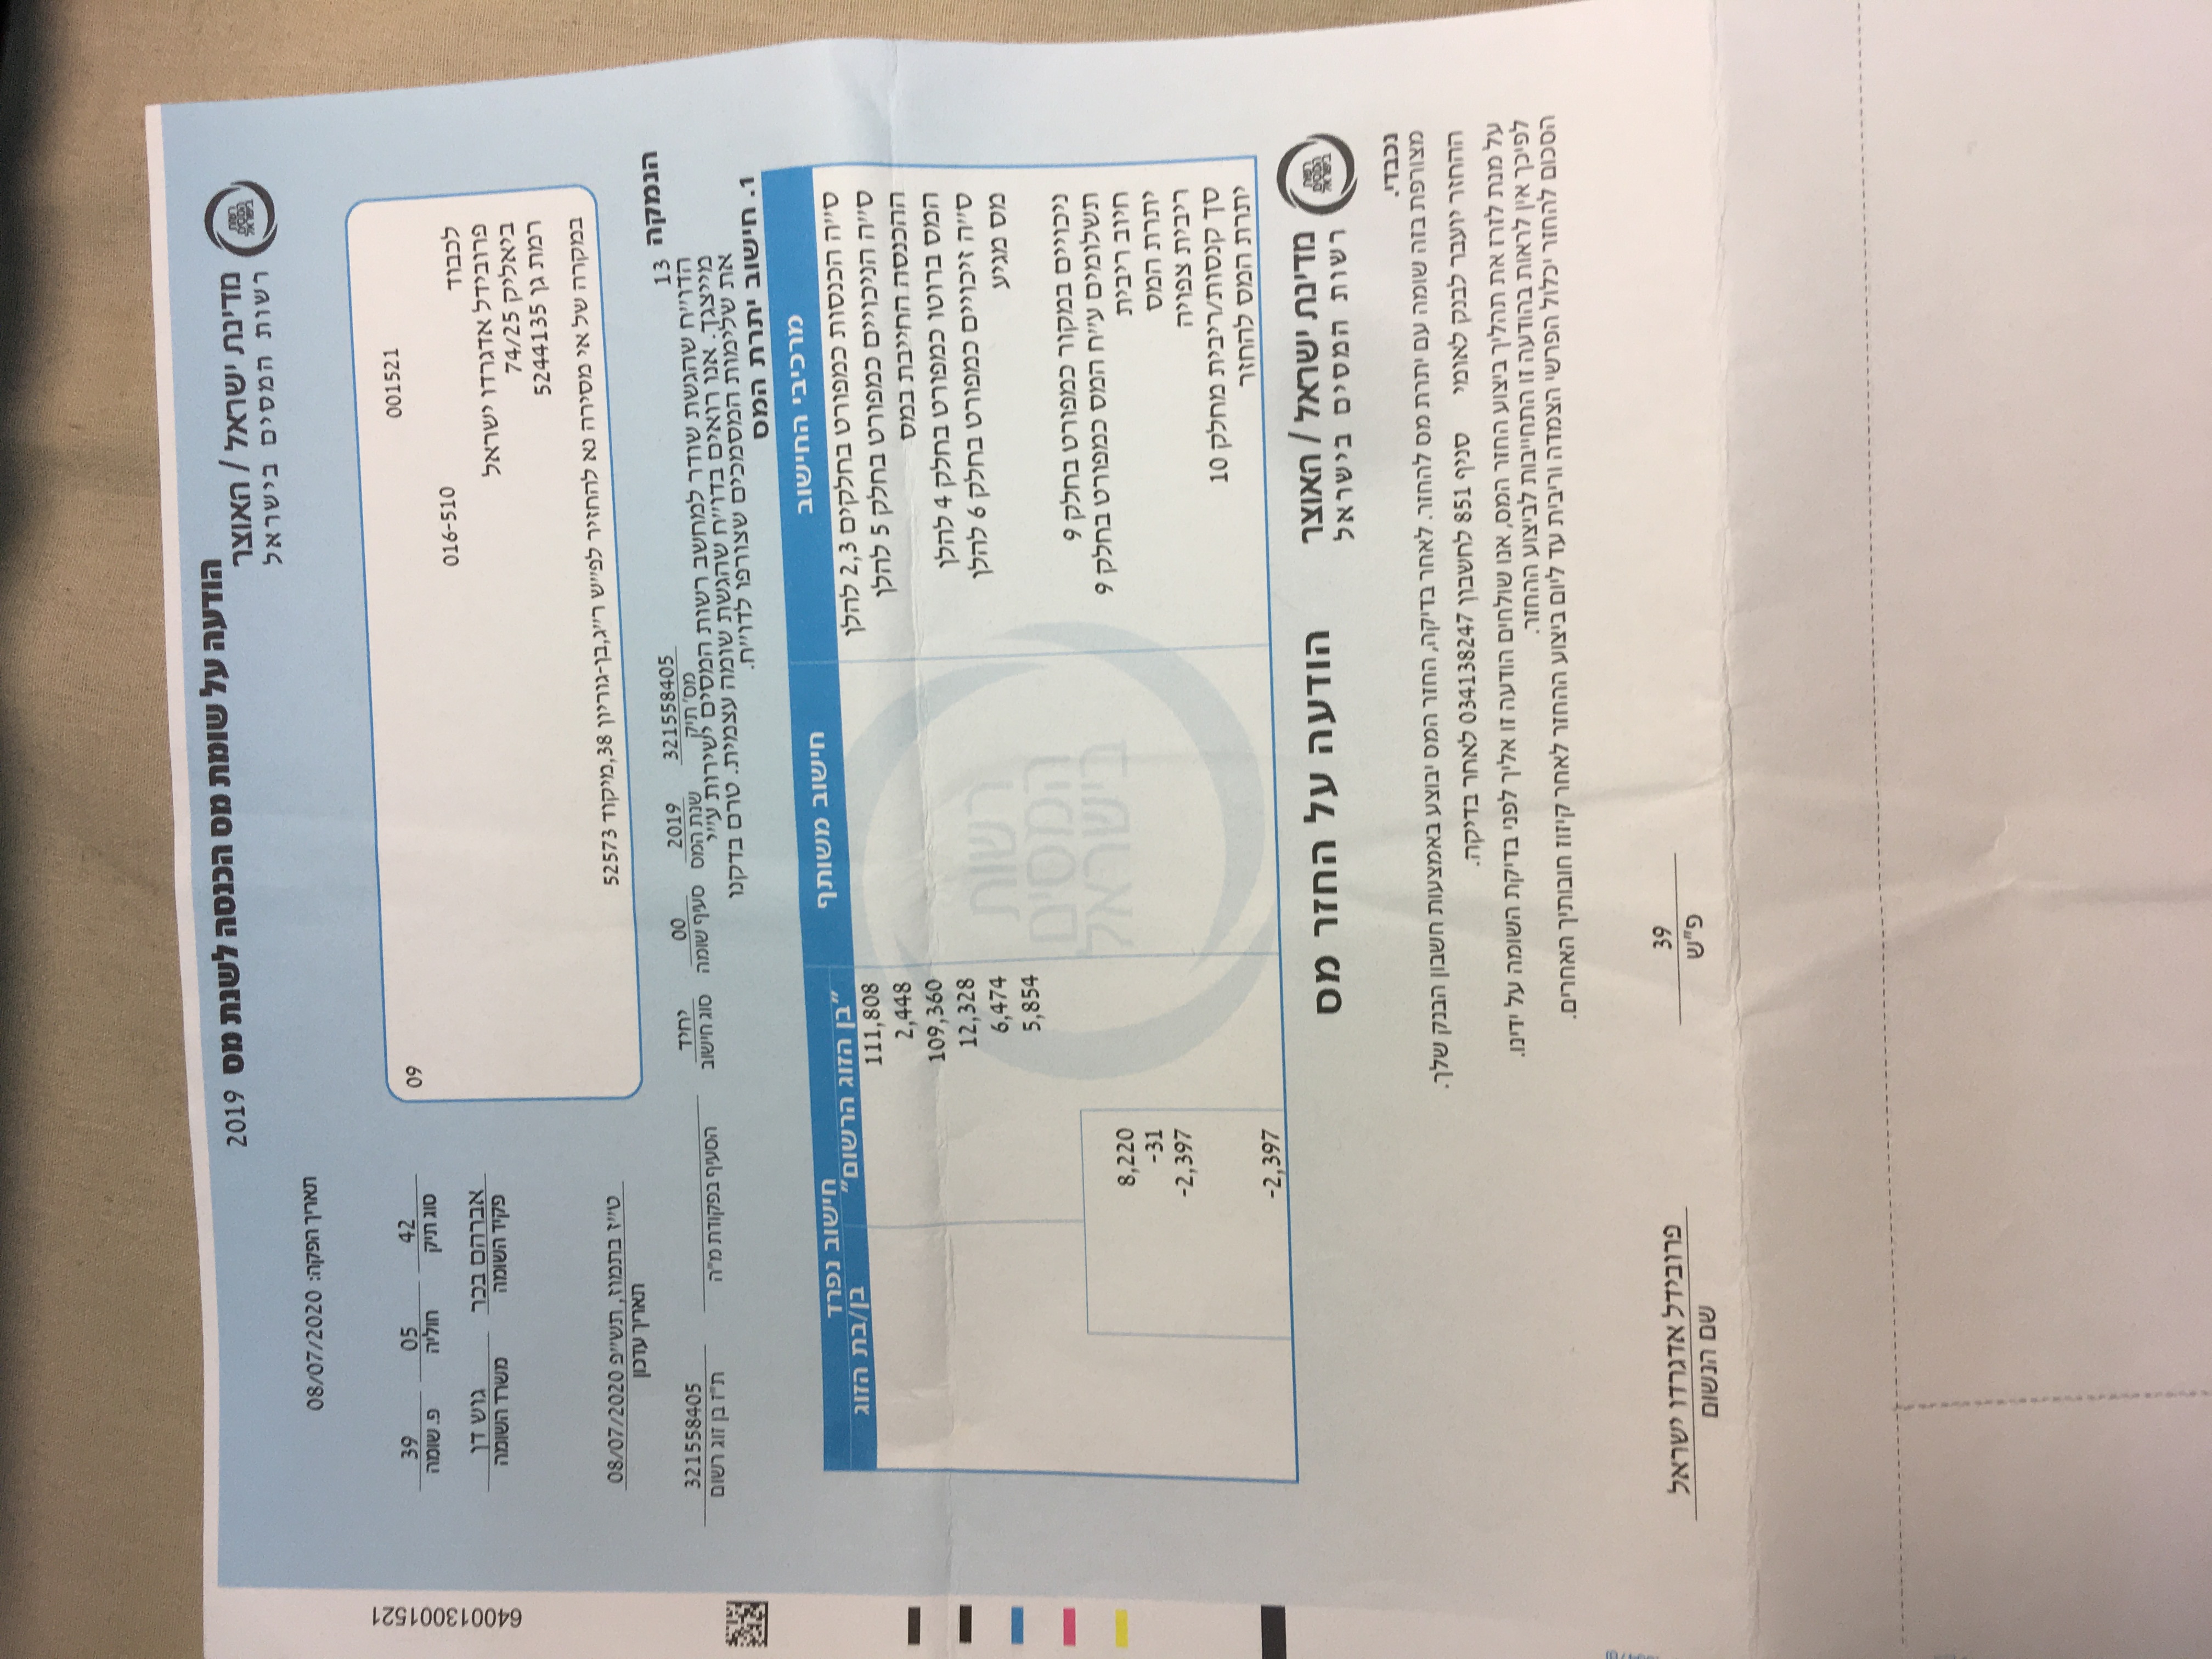 הודעה על שומת מס הכנסה לשנת מס 2019
מדינת ישראל / האוצר
רשות המסים בישראל
רשות המסים בישראל
תאריך הפקה: 08/07/2020
6400013001521
001521
09
42 05 39
סוג תיק חוליה פ. שומה
לכבוד 016-510
פרובידל אדגרדו ישראל
ביאליק 74/25
רמת גן 5244135
אברהם בכר גוש דן
פקיד השומה משרד השומה
במקרה של אי מסירה נא להחזיר לפ״ש ר״ג,בן-גוריון 38,מיקוד 52573
ט״ז בתמוז, תש״פ 08/07/2020
תאריך עדכון
321558405 2019 00 יחיד 321558405
מס' תיק שנת המס סעיף שומה סוג חישוב הסעיף בפקודת מ"ה ת"ז בן זוג רשום
הנמקה 13
הדו״ח שהגשת שודר למחשב רשות המסים ישירות ע״י
מייצגך. אנו רואים בדו״ח שהגשת שומה עצמית. טרם בדקנו
את שלימות המסמכים שצורפו לדו״ח.
1. חישוב יתרת המס
מרכיבי החישוב חישוב משותף חישוב נפרד
"בן הזוג הרשום" בן/בת הזוג
ס״ה הכנסות כמפורט בחלקים 2,3 להלן 111,808
ס״ה הניכויים כמפורט בחלק 5 להלן 2,448
ההכנסה החייבת במס 109,360
המס ברוטו כמפורט בחלק 4 להלן 12,328
ס״ה זיכויים כמפורט בחלק 6 להלן 6,474
מס מגיע 5,854
ניכויים במקור כמפורט בחלק 9 8,220
תשלומים ע״ח המס כמפורט בחלק 9
חיוב ריבית -31
יתרת המס -2,397
ריבית צפויה
סך קנסות/ריבית מחלק 10
יתרת המס להחזר -2,397
רשות המסים בישראל
מדינת ישראל / האוצר
רשות המסים בישראל
רשות המסים בישראל
הודעה על החזר מס
נכבדי.
מצורפת בזה שומה עם יתרת מס להחזר. לאחר בדיקה, החזר המס יבוצע באמצעות חשבון הבנק שלך.
ההחזר יועבר לבנק לאומי סניף 851 לחשבון 034138247 לאחר בדיקה.
על מנת לזרז את תהליך ביצוע החזר המס, אנו שולחים הודעה זו אליך לפני בדיקת השומה על ידינו.
לפיכך אין לראות בהודעה זו התחייבות לביצוע ההחזר.
הסכום להחזר יכלול הפרשי הצמדה וריבית עד ליום ביצוע ההחזר לאחר קיזוז חובותיך האחרים.
39 פרובידל אדגרדו ישראל
פ"ש שם הנשום